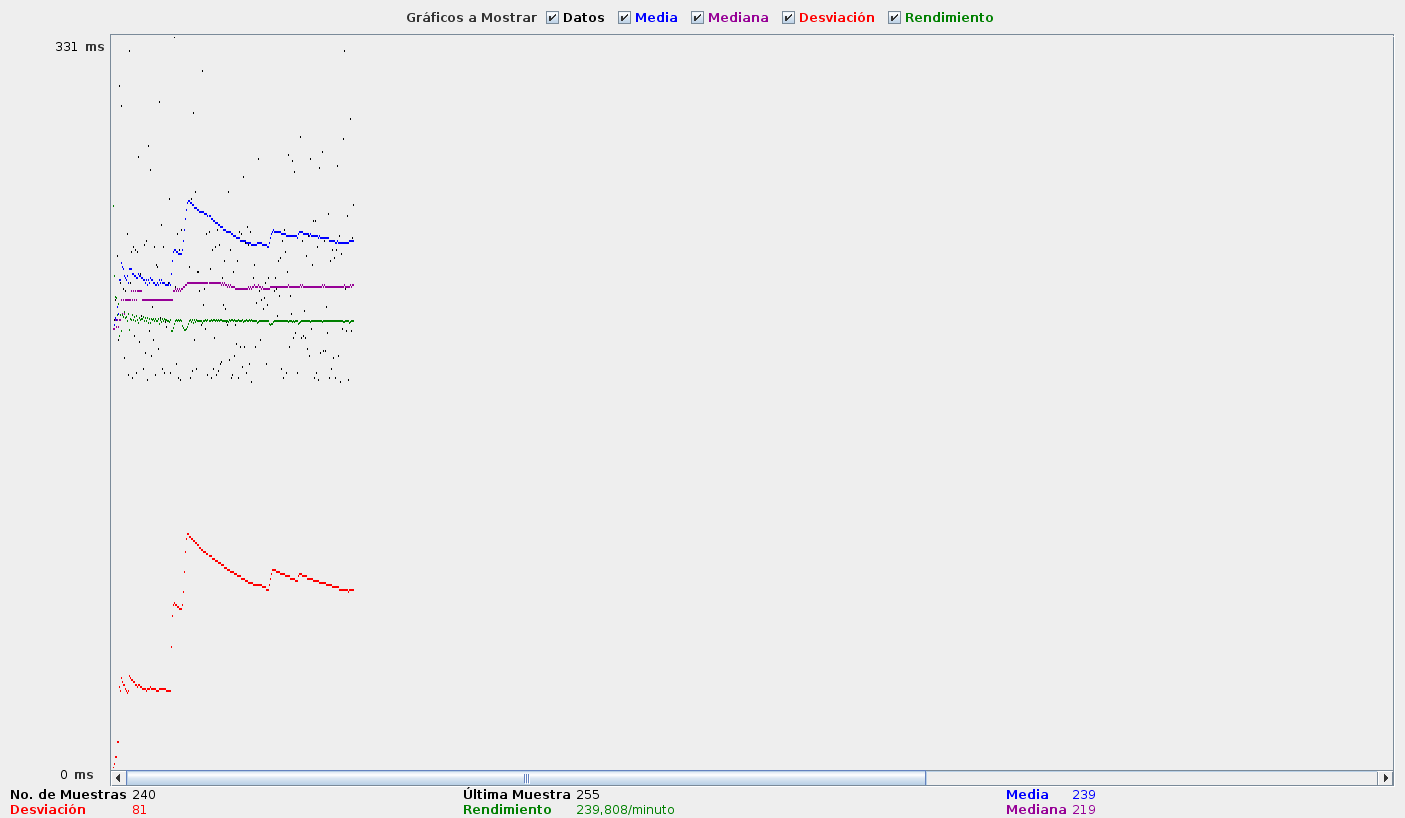 Gráficos a Mostrar Datos Media Mediana Desviación Rendimiento
331 ms
0 ms
No. de Muestras 240 Última Muestra 255 Media 239
Desviación 81 Rendimiento 239,808/minuto Mediana 219